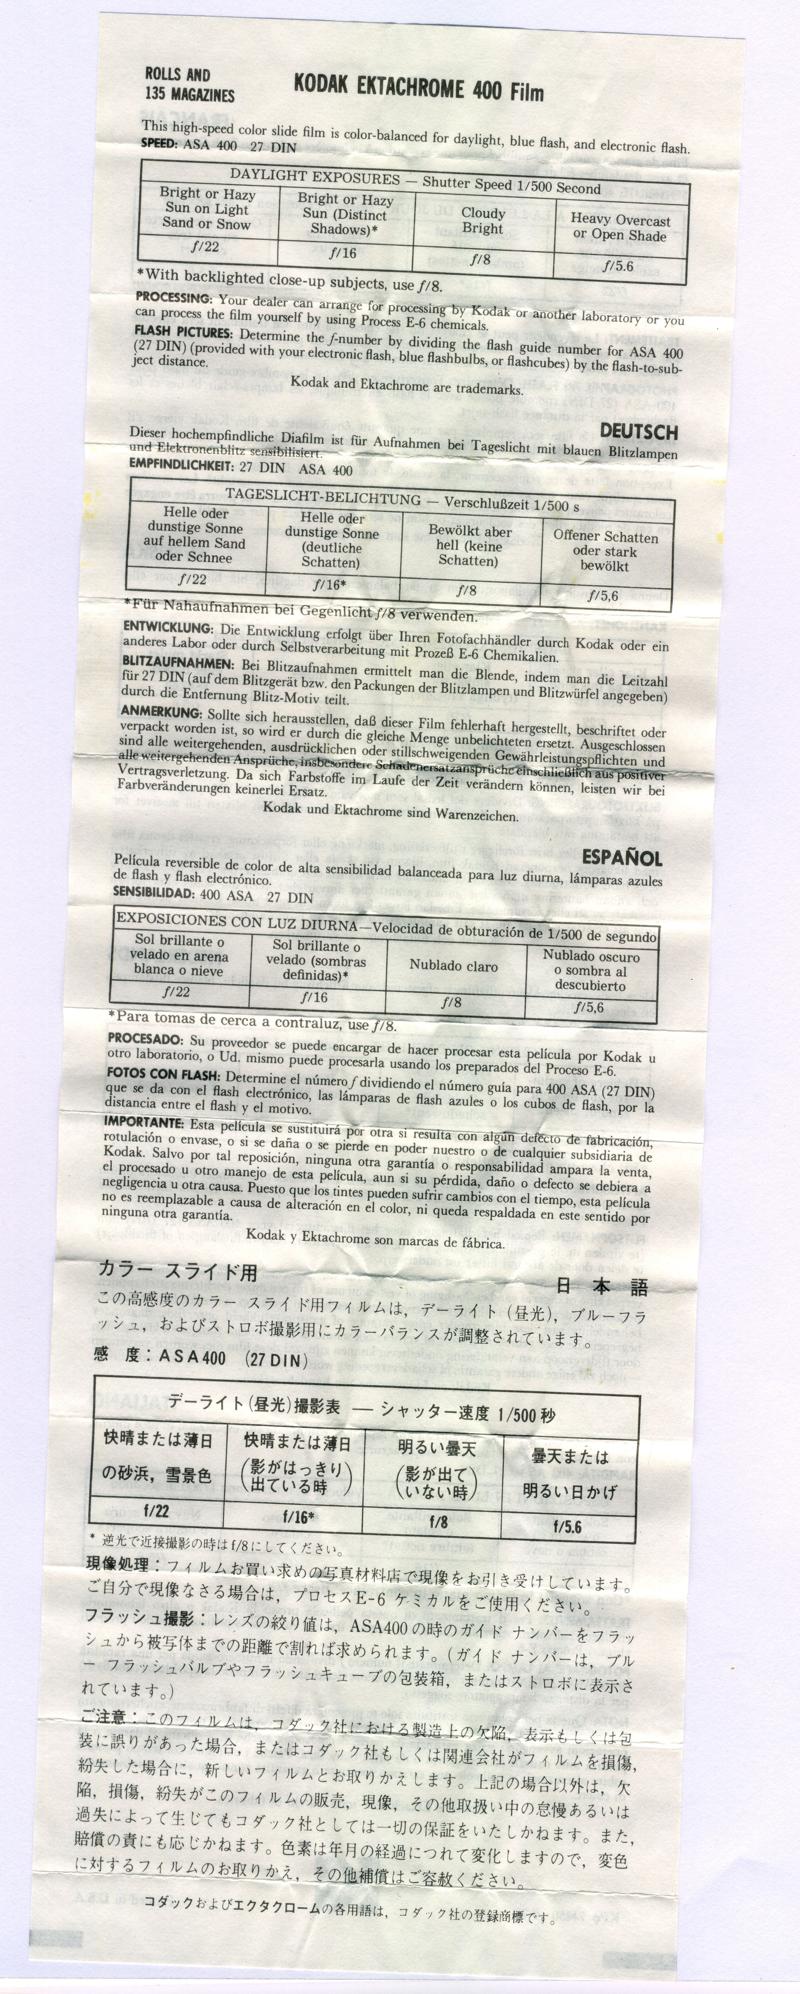 ROLLS AND
135 MAGAZINES
KODAK EKTACHROME 400 Film
This high-speed color slide film is color-balanced for daylight, blue flash, and electronic flash.
SPEED: ASA 400 27 DIN
DAYLIGHT EXPOSURES — Shutter Speed 1/500 Second
Bright or Hazy
Sun on Light
Sand or Snow
Bright or Hazy
Sun (Distinct
Shadows)*
Cloudy
Bright
Heavy Overcast
or Open Shade
f/22
f/16
f/8
f/5.6
*With backlighted close-up subjects, use f/8.
PROCESSING: Your dealer can arrange for processing by Kodak or another laboratory or you
can process the film yourself by using Process E-6 chemicals.
FLASH PICTURES: Determine the f-number by dividing the flash guide number for ASA 400
(27 DIN) (provided with your electronic flash, blue flashbulbs, or flashcubes) by the flash-to-sub-
ject distance.
Kodak and Ektachrome are trademarks.
DEUTSCH
Dieser hochempfindliche Diafilm ist für Aufnahmen bei Tageslicht mit blauen Blitzlampen
und Elektronenblitz sensibilisiert.
EMPFINDLICHKEIT: 27 DIN ASA 400
TAGESLICHT-BELICHTUNG — Verschlußzeit 1/500 s
Helle oder
dunstige Sonne
auf hellem Sand
oder Schnee
Helle oder
dunstige Sonne
(deutliche
Schatten)
Bewölkt aber
hell (keine
Schatten)
Offener Schatten
oder stark
bewölkt
f/22
f/16*
f/8
f/5,6
*Für Nahaufnahmen bei Gegenlicht f/8 verwenden.
ENTWICKLUNG: Die Entwicklung erfolgt über Ihren Fotofachhändler durch Kodak oder ein
anderes Labor oder durch Selbstverarbeitung mit Prozeß E-6 Chemikalien.
BLITZAUFNAHMEN: Bei Blitzaufnahmen ermittelt man die Blende, indem man die Leitzahl
für 27 DIN (auf dem Blitzgerät bzw. den Packungen der Blitzlampen und Blitzwürfel angegeben)
durch die Entfernung Blitz-Motiv teilt.
ANMERKUNG: Sollte sich herausstellen, daß dieser Film fehlerhaft hergestellt, beschriftet oder
verpackt worden ist, so wird er durch die gleiche Menge unbelichteten ersetzt. Ausgeschlossen
sind alle weitergehenden, ausdrücklichen oder stillschweigenden Gewährleistungspflichten und
alle weitergehenden Ansprüche, insbesondere Schadenersatzansprüche einschließlich aus positiver
Vertragsverletzung. Da sich Farbstoffe im Laufe der Zeit verändern können, leisten wir bei
Farbveränderungen keinerlei Ersatz.
Kodak und Ektachrome sind Warenzeichen.
ESPAÑOL
Película reversible de color de alta sensibilidad balanceada para luz diurna, lámparas azules
de flash y flash electrónico.
SENSIBILIDAD: 400 ASA 27 DIN
EXPOSICIONES CON LUZ DIURNA—Velocidad de obturación de 1/500 de segundo
Sol brillante o
velado en arena
blanca o nieve
Sol brillante o
velado (sombras
definidas)*
Nublado claro
Nublado oscuro
o sombra al
descubierto
f/22
f/16
f/8
f/5,6
*Para tomas de cerca a contraluz, use f/8.
PROCESADO: Su proveedor se puede encargar de hacer procesar esta película por Kodak u
otro laboratorio, o Ud. mismo puede procesarla usando los preparados del Proceso E-6.
FOTOS CON FLASH: Determine el número f dividiendo el número guía para 400 ASA (27 DIN)
que se da con el flash electrónico, las lámparas de flash azules o los cubos de flash, por la
distancia entre el flash y el motivo.
IMPORTANTE: Esta película se sustituirá por otra si resulta con algún defecto de fabricación,
rotulación o envase, o si se daña o se pierde en poder nuestro o de cualquier subsidiaria de
Kodak. Salvo por tal reposición, ninguna otra garantía o responsabilidad ampara la venta,
el procesado u otro manejo de esta película, aun si su pérdida, daño o defecto se debiera a
negligencia u otra causa. Puesto que los tintes pueden sufrir cambios con el tiempo, esta película
no es reemplazable a causa de alteración en el color, ni queda respaldada en este sentido por
ninguna otra garantía.
Kodak y Ektachrome son marcas de fábrica.
カラー スライド用
日 本 語
この高感度のカラー スライド用フィルムは，デーライト（昼光），ブルーフラ
ッシュ，およびストロボ撮影用にカラーバランスが調整されています。
感 度：ASA400 (27 DIN)
デーライト(昼光)撮影表 — シャッター速度 1/500 秒
快晴または薄日
の砂浜，雪景色
快晴または薄日
(影がはっきり
出ている時)
明るい曇天
(影が出て
いない時)
曇天または
明るい日かげ
f/22
f/16*
f/8
f/5.6
* 逆光で近接撮影の時はf/8にしてください。
現像処理：フィルムお買い求めの写真材料店で現像をお引き受けしています。
ご自分で現像なさる場合は，プロセスE-6 ケミカルをご使用ください。
フラッシュ撮影：レンズの絞り値は，ASA400 の時のガイド ナンバーをフラッ
シュから被写体までの距離で割れば求められます。(ガイド ナンバーは，ブル
ー フラッシュバルブやフラッシュキューブの包装箱，またはストロボに表示さ
れています。)
ご注意：このフィルムは，コダック社における製造上の欠陥，表示もしくは包
装に誤りがあった場合，またはコダック社もしくは関連会社がフィルムを損傷，
紛失した場合に，新しいフィルムとお取りかえします。上記の場合以外は，欠
陥，損傷，紛失がこのフィルムの販売，現像，その他取扱い中の怠慢あるいは
過失によって生じてもコダック社としては一切の保証をいたしかねます。また，
賠償の責にも応じかねます。色素は年月の経過につれて変化しますので，変色
に対するフィルムのお取りかえ，その他補償はご容赦ください。
コダックおよびエクタクロームの各用語は，コダック社の登録商標です。